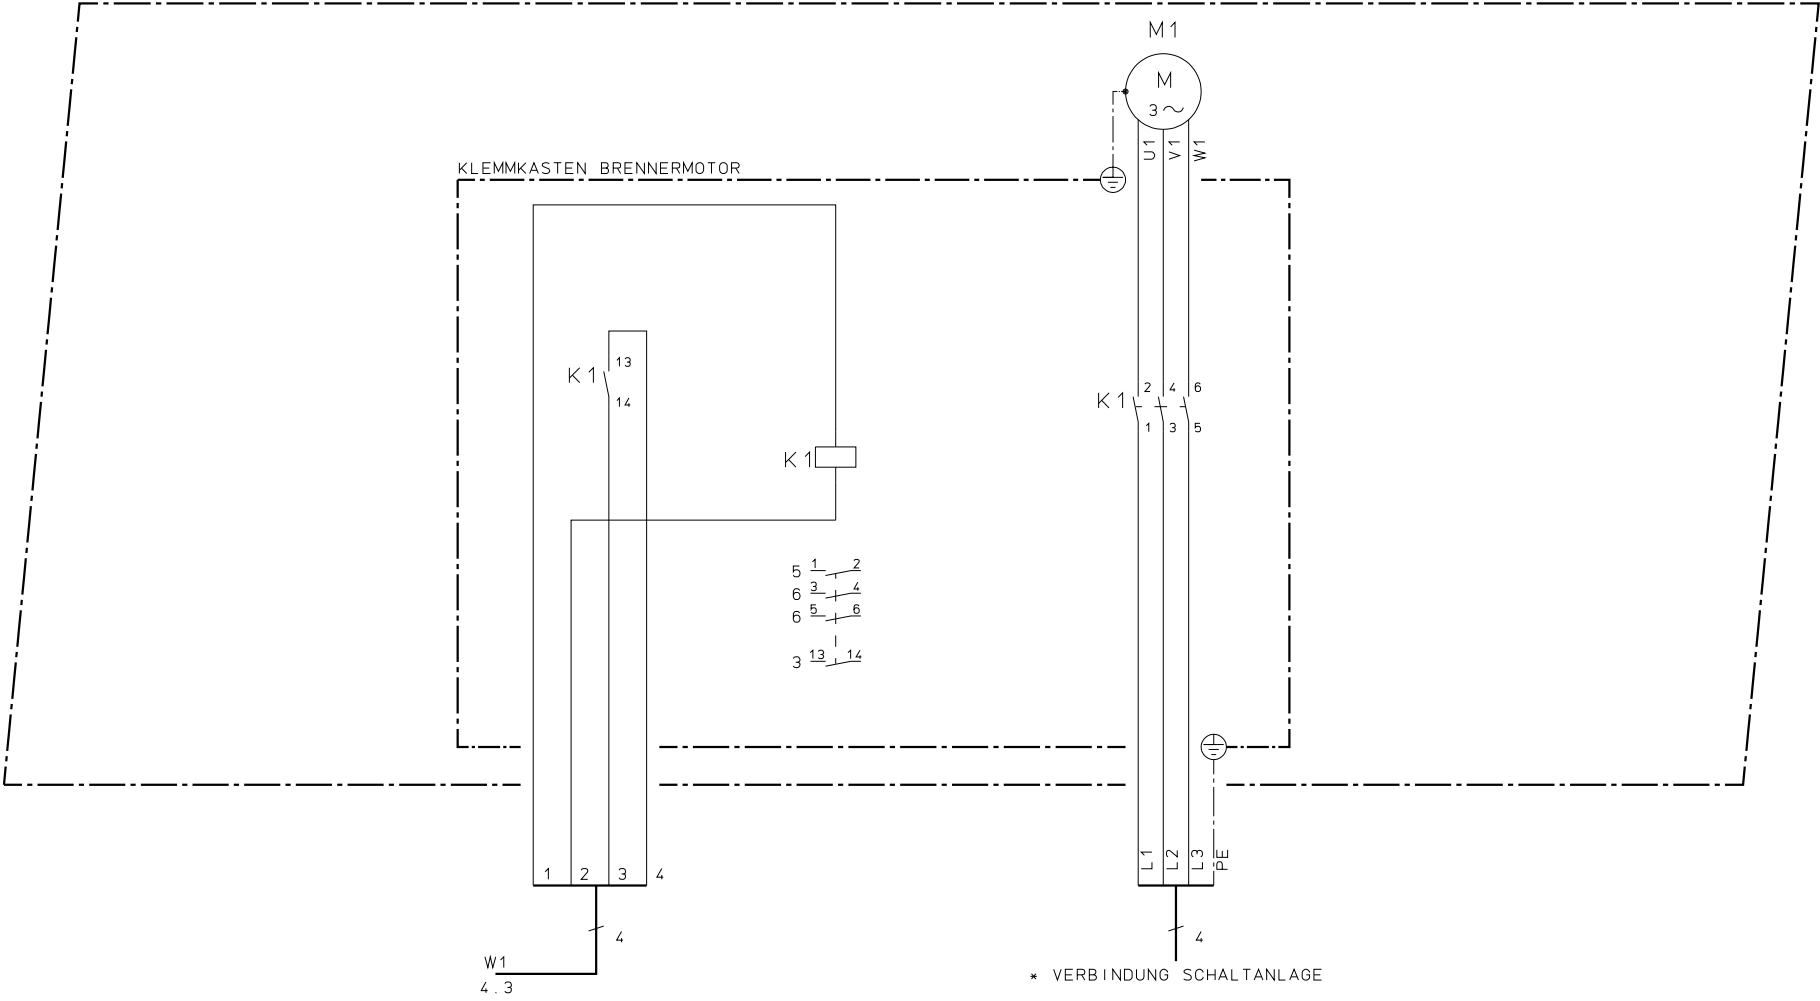 M1
M
3~
U1
V1
W1
KLEMMKASTEN BRENNERMOTOR
K1
13
14
K1
2 4 6
1 3 5
K1
5 1 2
6 3 4
6 5 6
3 13 14
1 2 3 4
L1
L2
L3
PE
4
4
W1
4.3
* VERBINDUNG SCHALTANLAGE